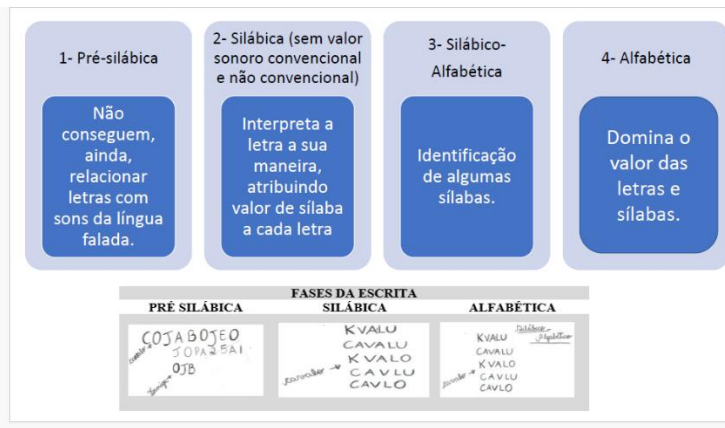 1- Pré-silábica
Não
conseguem,
ainda,
relacionar
letras com
sons da língua
falada.
2- Silábica (sem valor
sonoro convencional
e não convencional)
Interpreta a
letra a sua
maneira,
atribuindo
valor de sílaba
a cada letra
3- Silábico-
Alfabética
Identificação
de algumas
sílabas.
4- Alfabética
Domina o
valor das
letras e
sílabas.
FASES DA ESCRITA
PRÉ SILÁBICA
COJABOJEO
JOPA25A1
OJB
SILÁBICA
KVALU
CAVALU
KVALO
CAVLU
CAVLO
ALFABÉTICA
Silábico
Alfabética
KVALU
CAVALU
KVALO
CAVLU
CAVLO